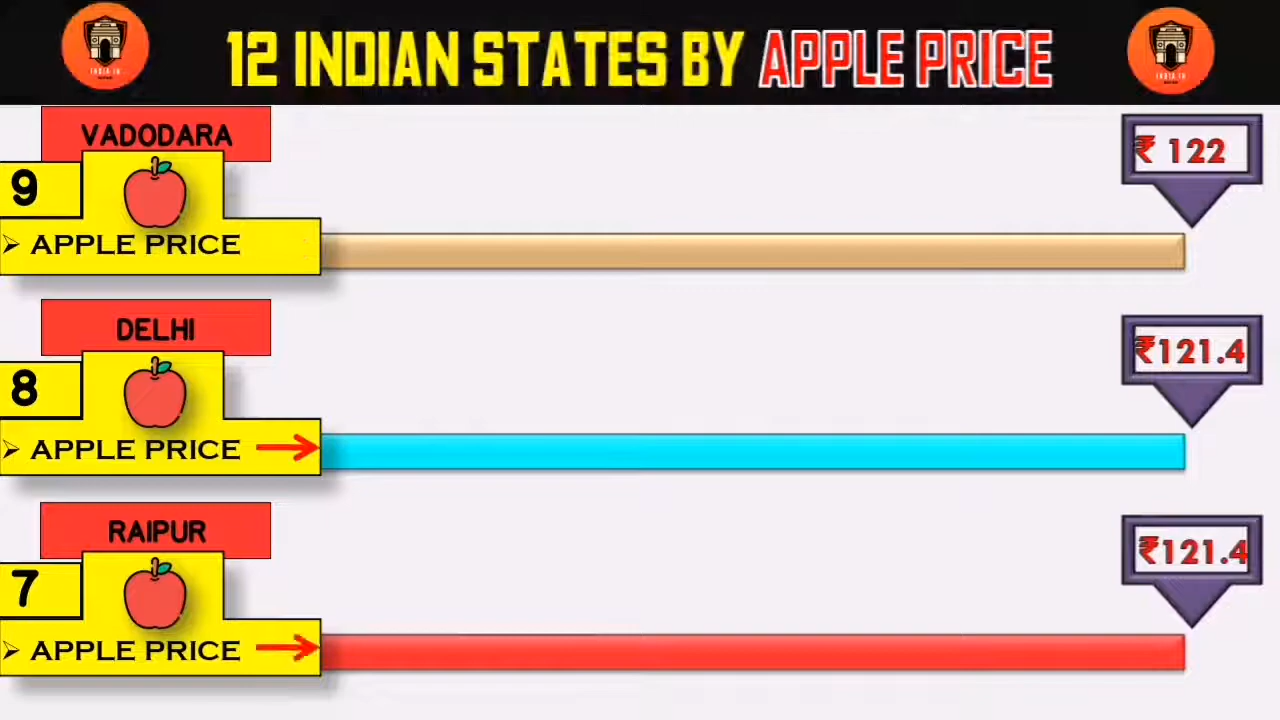 12 INDIAN STATES BY APPLE PRICE
VADODARA
₹ 122
9
➢ APPLE PRICE
DELHI
₹121.4
8
➢ APPLE PRICE
RAIPUR
₹121.4
7
➢ APPLE PRICE